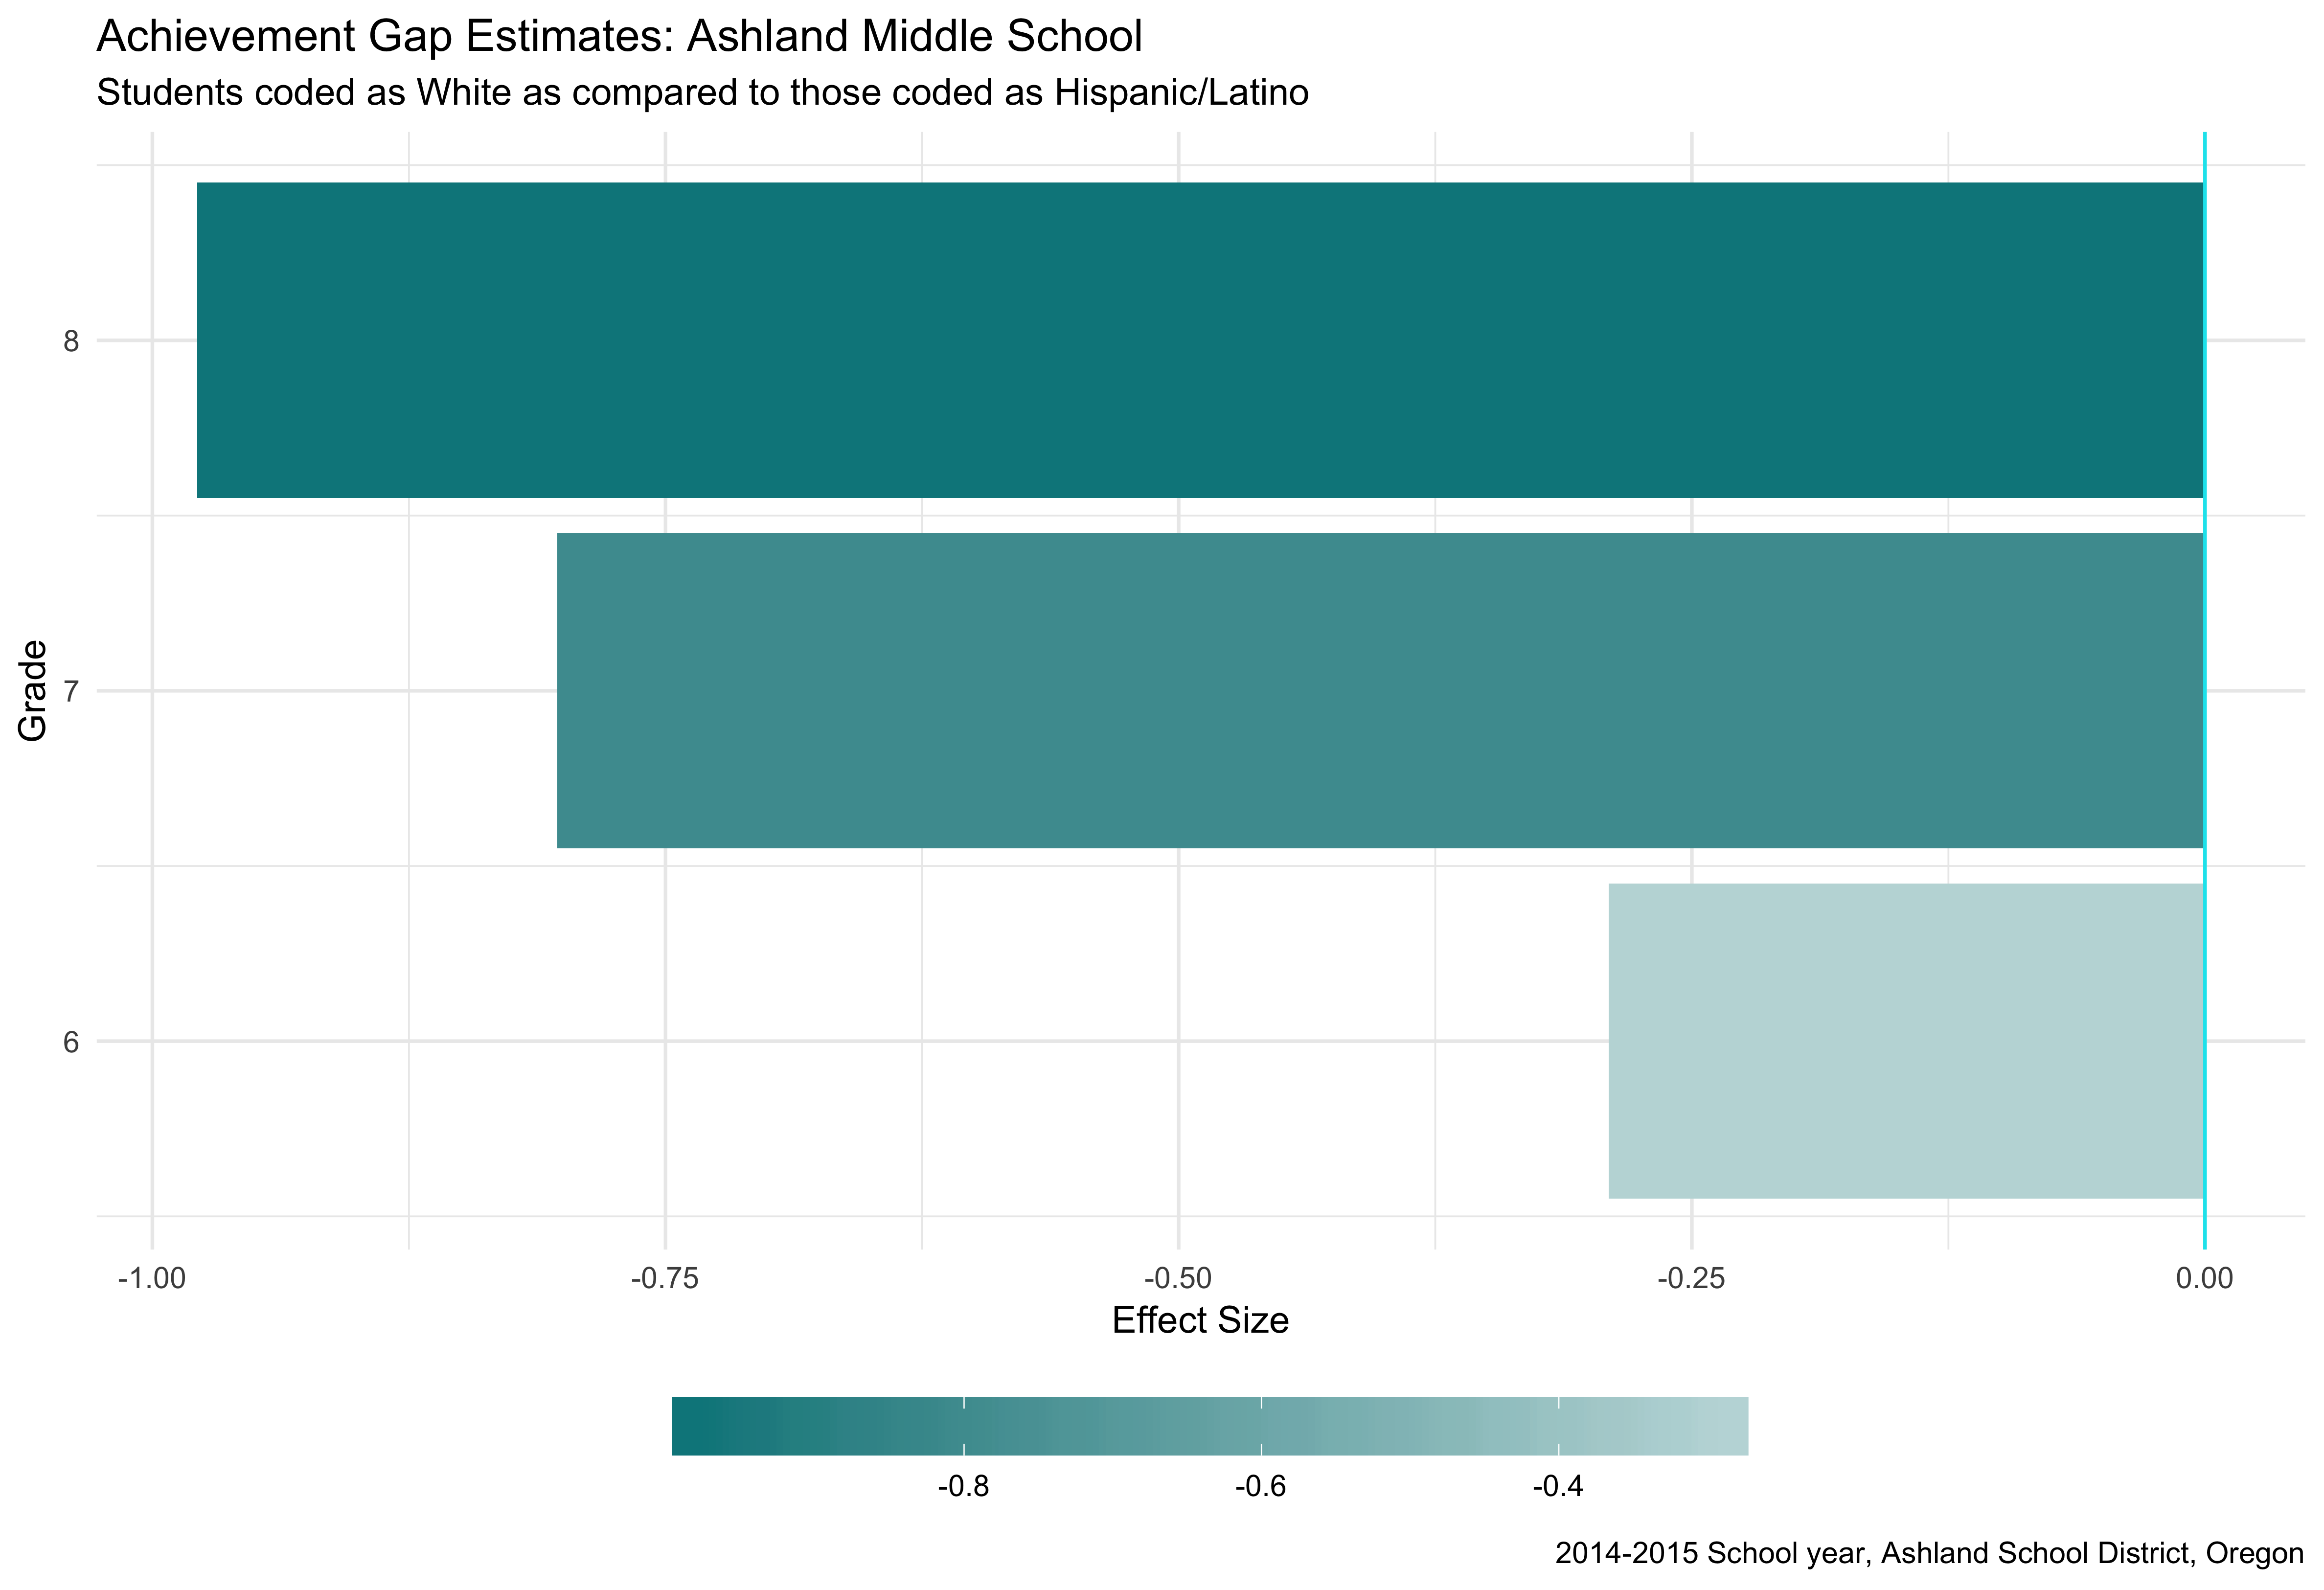 Achievement Gap Estimates: Ashland Middle School
Students coded as White as compared to those coded as Hispanic/Latino
Grade
8
7
6
-1.00 -0.75 -0.50 -0.25 0.00
Effect Size
-0.8 -0.6 -0.4
2014-2015 School year, Ashland School District, Oregon